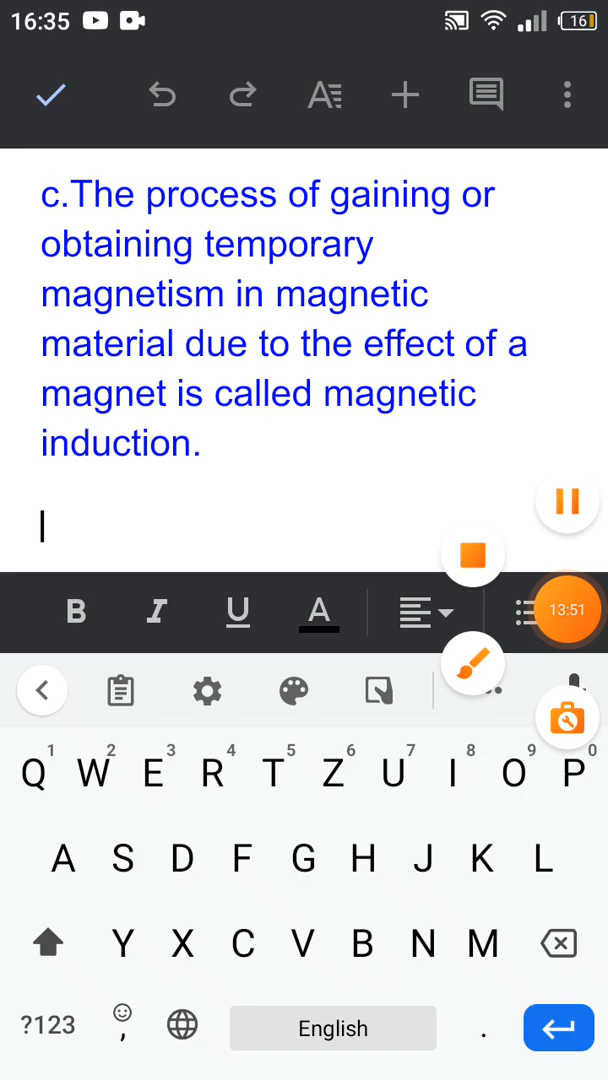 16:35
16
c.The process of gaining or
obtaining temporary
magnetism in magnetic
material due to the effect of a
magnet is called magnetic
induction.
B I U A
13:51
1 2 3 4 5 6 7 8 9 0
Q W E R T Z U I O P
A S D F G H J K L
Y X C V B N M
?123 , English .